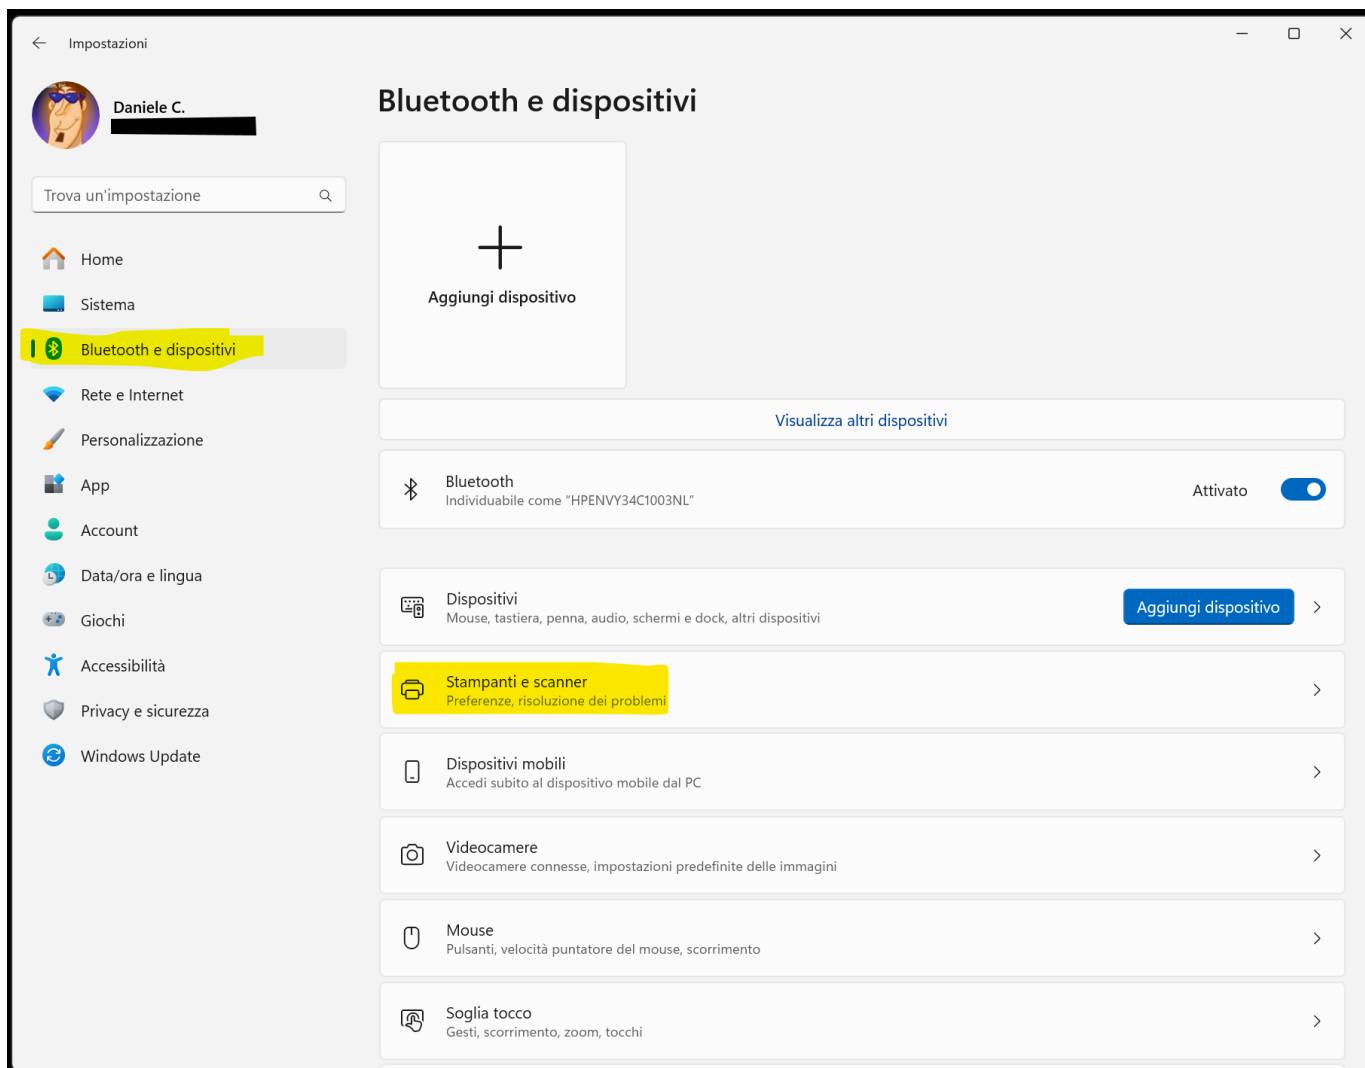 Impostazioni
Daniele C.
Trova un'impostazione
Home
Sistema
Bluetooth e dispositivi
Rete e Internet
Personalizzazione
App
Account
Data/ora e lingua
Giochi
Accessibilità
Privacy e sicurezza
Windows Update
Bluetooth e dispositivi
Aggiungi dispositivo
Visualizza altri dispositivi
Bluetooth
Individuabile come “HPENVY34C1003NL”
Attivato
Dispositivi
Mouse, tastiera, penna, audio, schermi e dock, altri dispositivi
Aggiungi dispositivo
Stampanti e scanner
Preferenze, risoluzione dei problemi
Dispositivi mobili
Accedi subito al dispositivo mobile dal PC
Videocamere
Videocamere connesse, impostazioni predefinite delle immagini
Mouse
Pulsanti, velocità puntatore del mouse, scorrimento
Soglia tocco
Gesti, scorrimento, zoom, tocchi